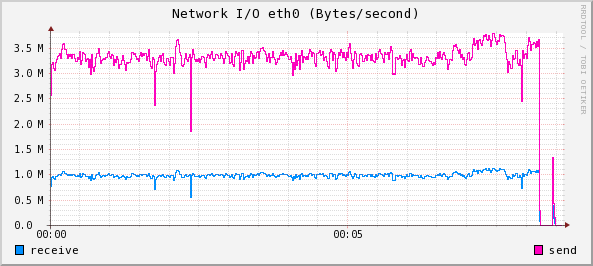 Network I/O eth0 (Bytes/second)
RRDTOOL / TOBI OETIKER
3.5 M
3.0 M
2.5 M
2.0 M
1.5 M
1.0 M
0.5 M
0.0
00:00 00:05
receive send